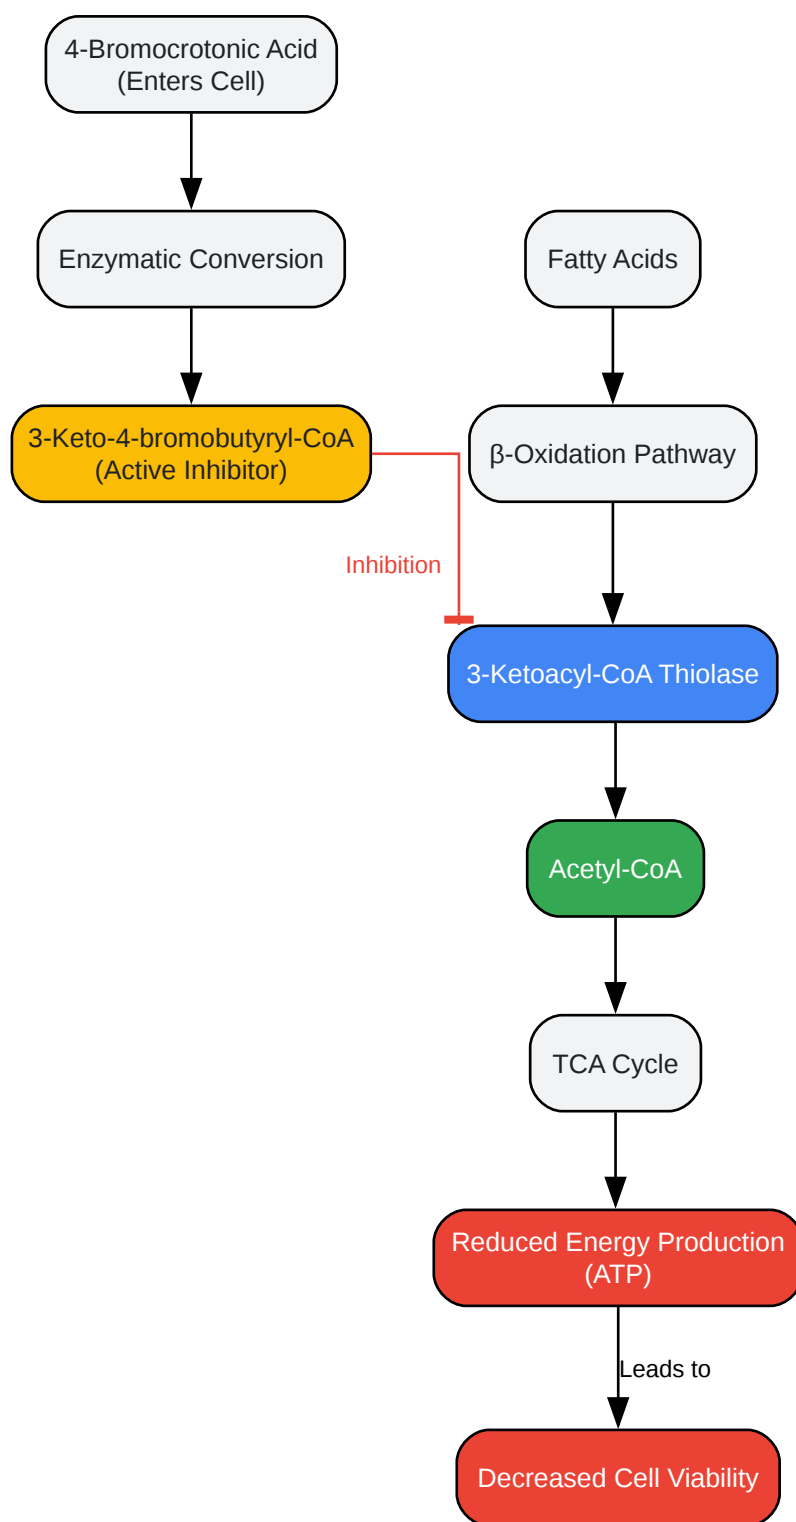 4-Bromocrotonic Acid
(Enters Cell)
Enzymatic Conversion
Fatty Acids
3-Keto-4-bromobutyryl-CoA
(Active Inhibitor)
β-Oxidation Pathway
Inhibition
3-Ketoacyl-CoA Thiolase
Acetyl-CoA
TCA Cycle
Reduced Energy Production
(ATP)
Leads to
Decreased Cell Viability